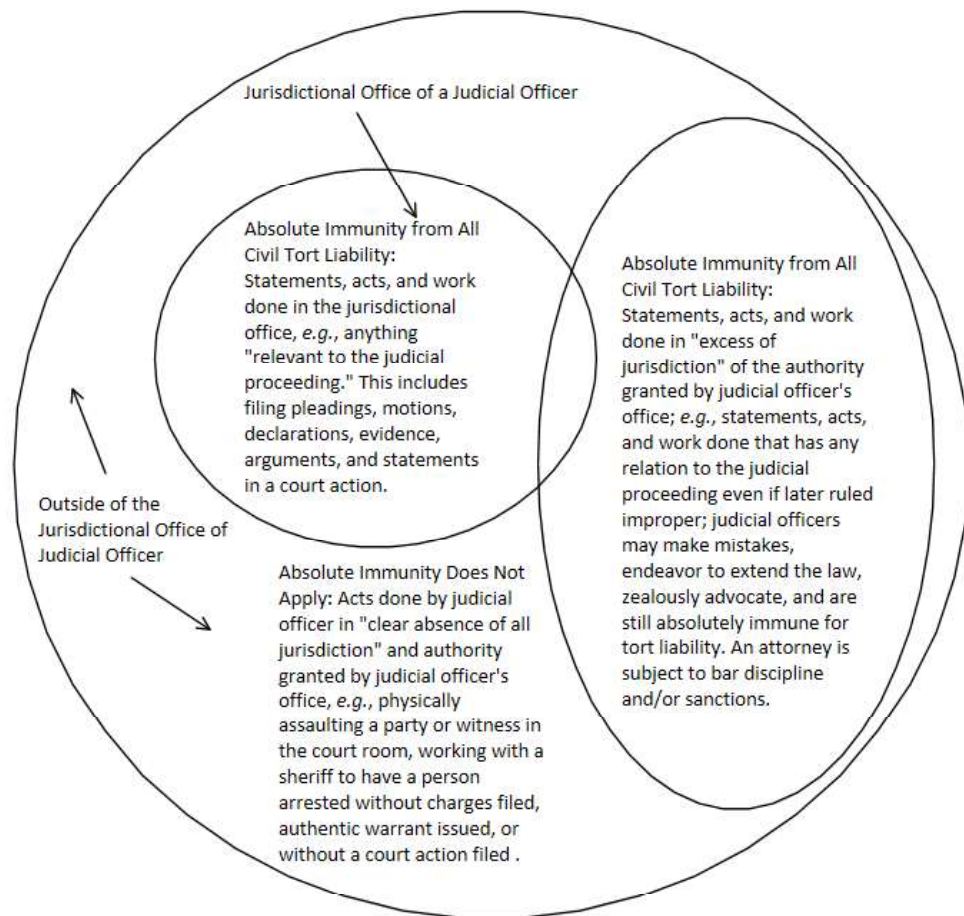 Jurisdictional Office of a Judicial Officer
Absolute Immunity from All
Civil Tort Liability:
Statements, acts, and work
done in the jurisdictional
office, e.g., anything
"relevant to the judicial
proceeding." This includes
filing pleadings, motions,
declarations, evidence,
arguments, and statements
in a court action.
Absolute Immunity from All
Civil Tort Liability:
Statements, acts, and work
done in "excess of
jurisdiction" of the authority
granted by judicial officer's
office; e.g., statements, acts,
and work done that has any
relation to the judicial
proceeding even if later ruled
improper; judicial officers
may make mistakes,
endeavor to extend the law,
zealously advocate, and are
still absolutely immune for
tort liability. An attorney is
subject to bar discipline
and/or sanctions.
Outside of the
Jurisdictional Office of
Judicial Officer
Absolute Immunity Does Not
Apply: Acts done by judicial
officer in "clear absence of all
jurisdiction" and authority
granted by judicial officer's
office, e.g., physically
assaulting a party or witness in
the court room, working with a
sheriff to have a person
arrested without charges filed,
authentic warrant issued, or
without a court action filed .